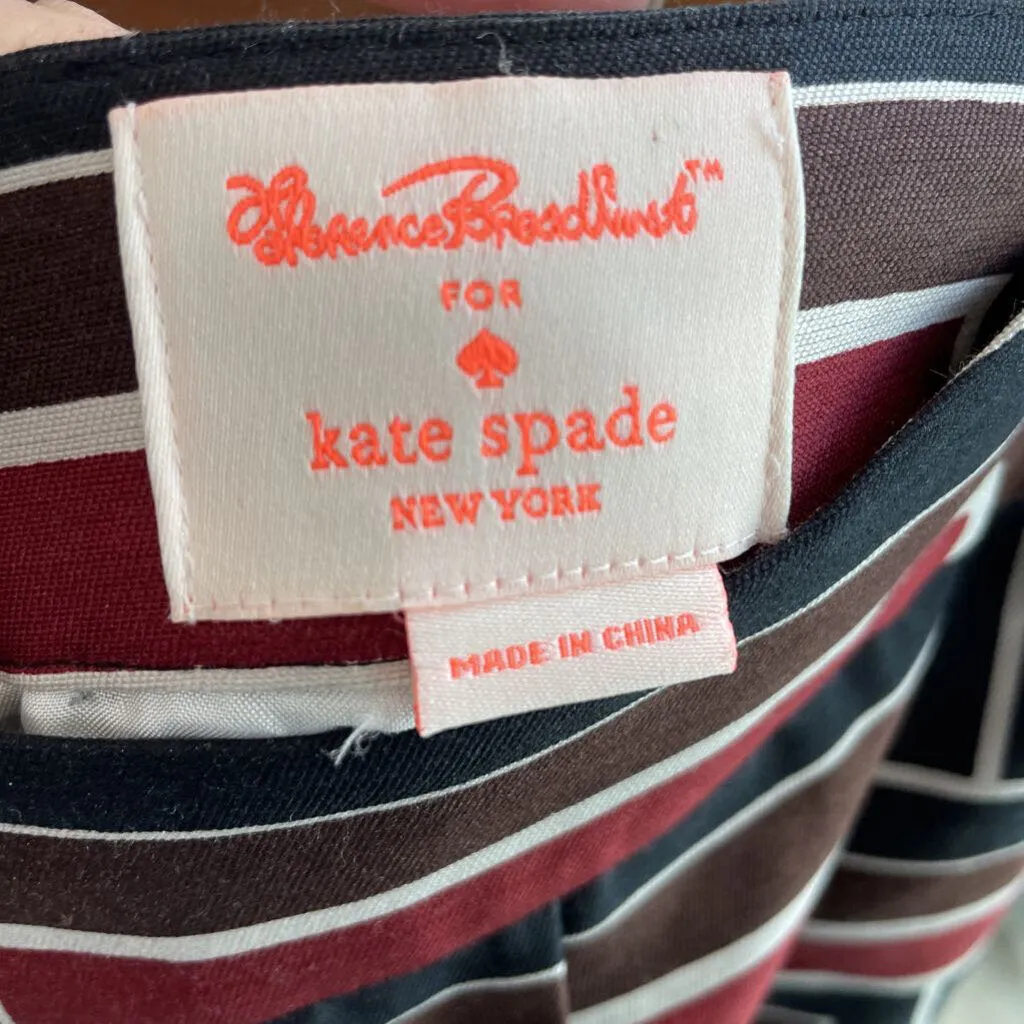 Florence Broadhurst™
FOR
kate spade
NEW YORK
MADE IN CHINA